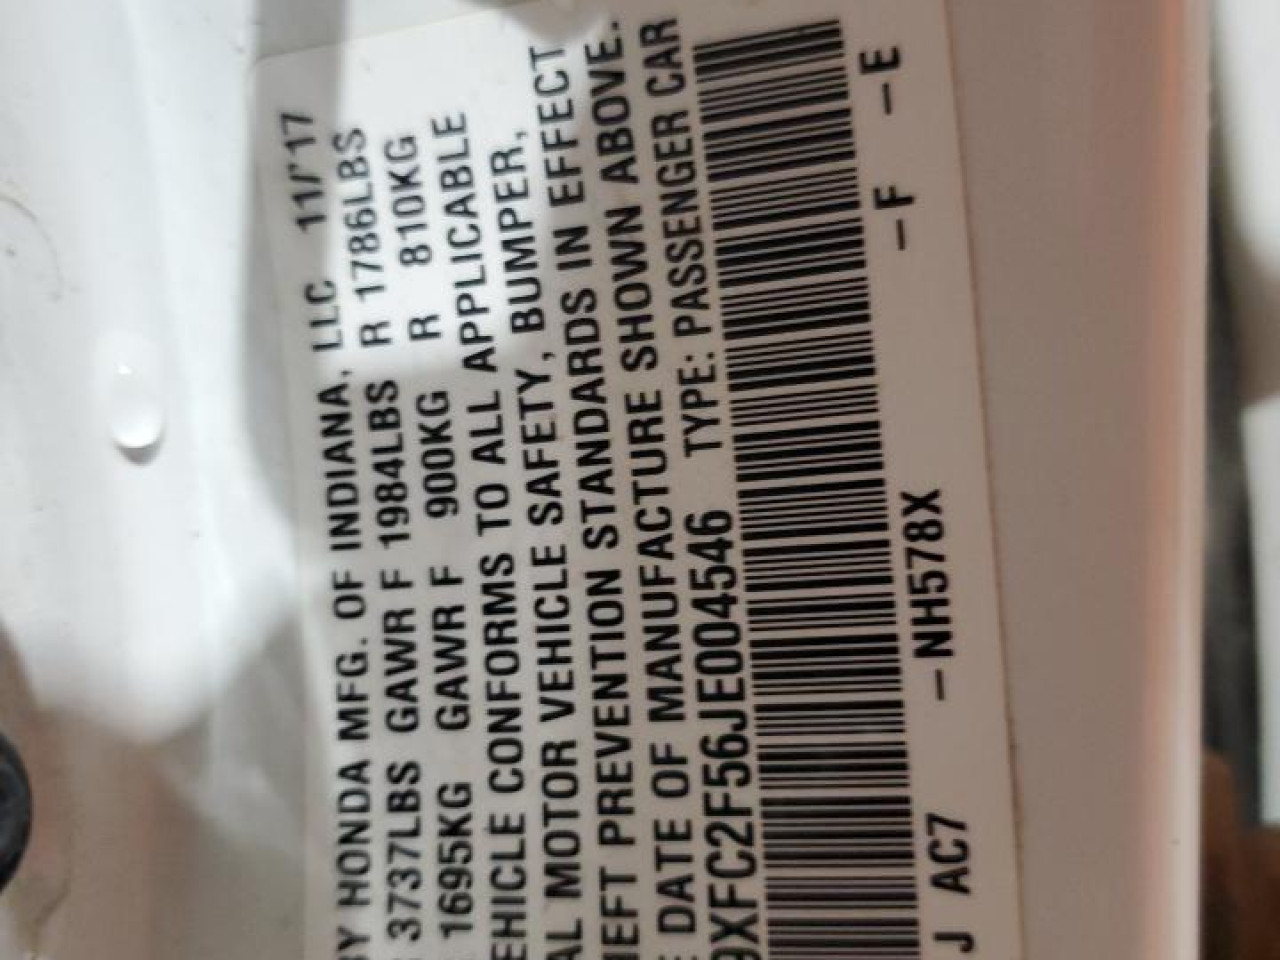 BY HONDA MFG. OF INDIANA, LLC 11/'17
3737LBS GAWR F 1984LBS R 1786LBS
1695KG GAWR F 900KG R 810KG
EHICLE CONFORMS TO ALL APPLICABLE
AL MOTOR VEHICLE SAFETY, BUMPER,
HEFT PREVENTION STANDARDS IN EFFECT
E DATE OF MANUFACTURE SHOWN ABOVE.
9XFC2F56JE004546 TYPE: PASSENGER CAR
J AC7 -NH578X -F -E